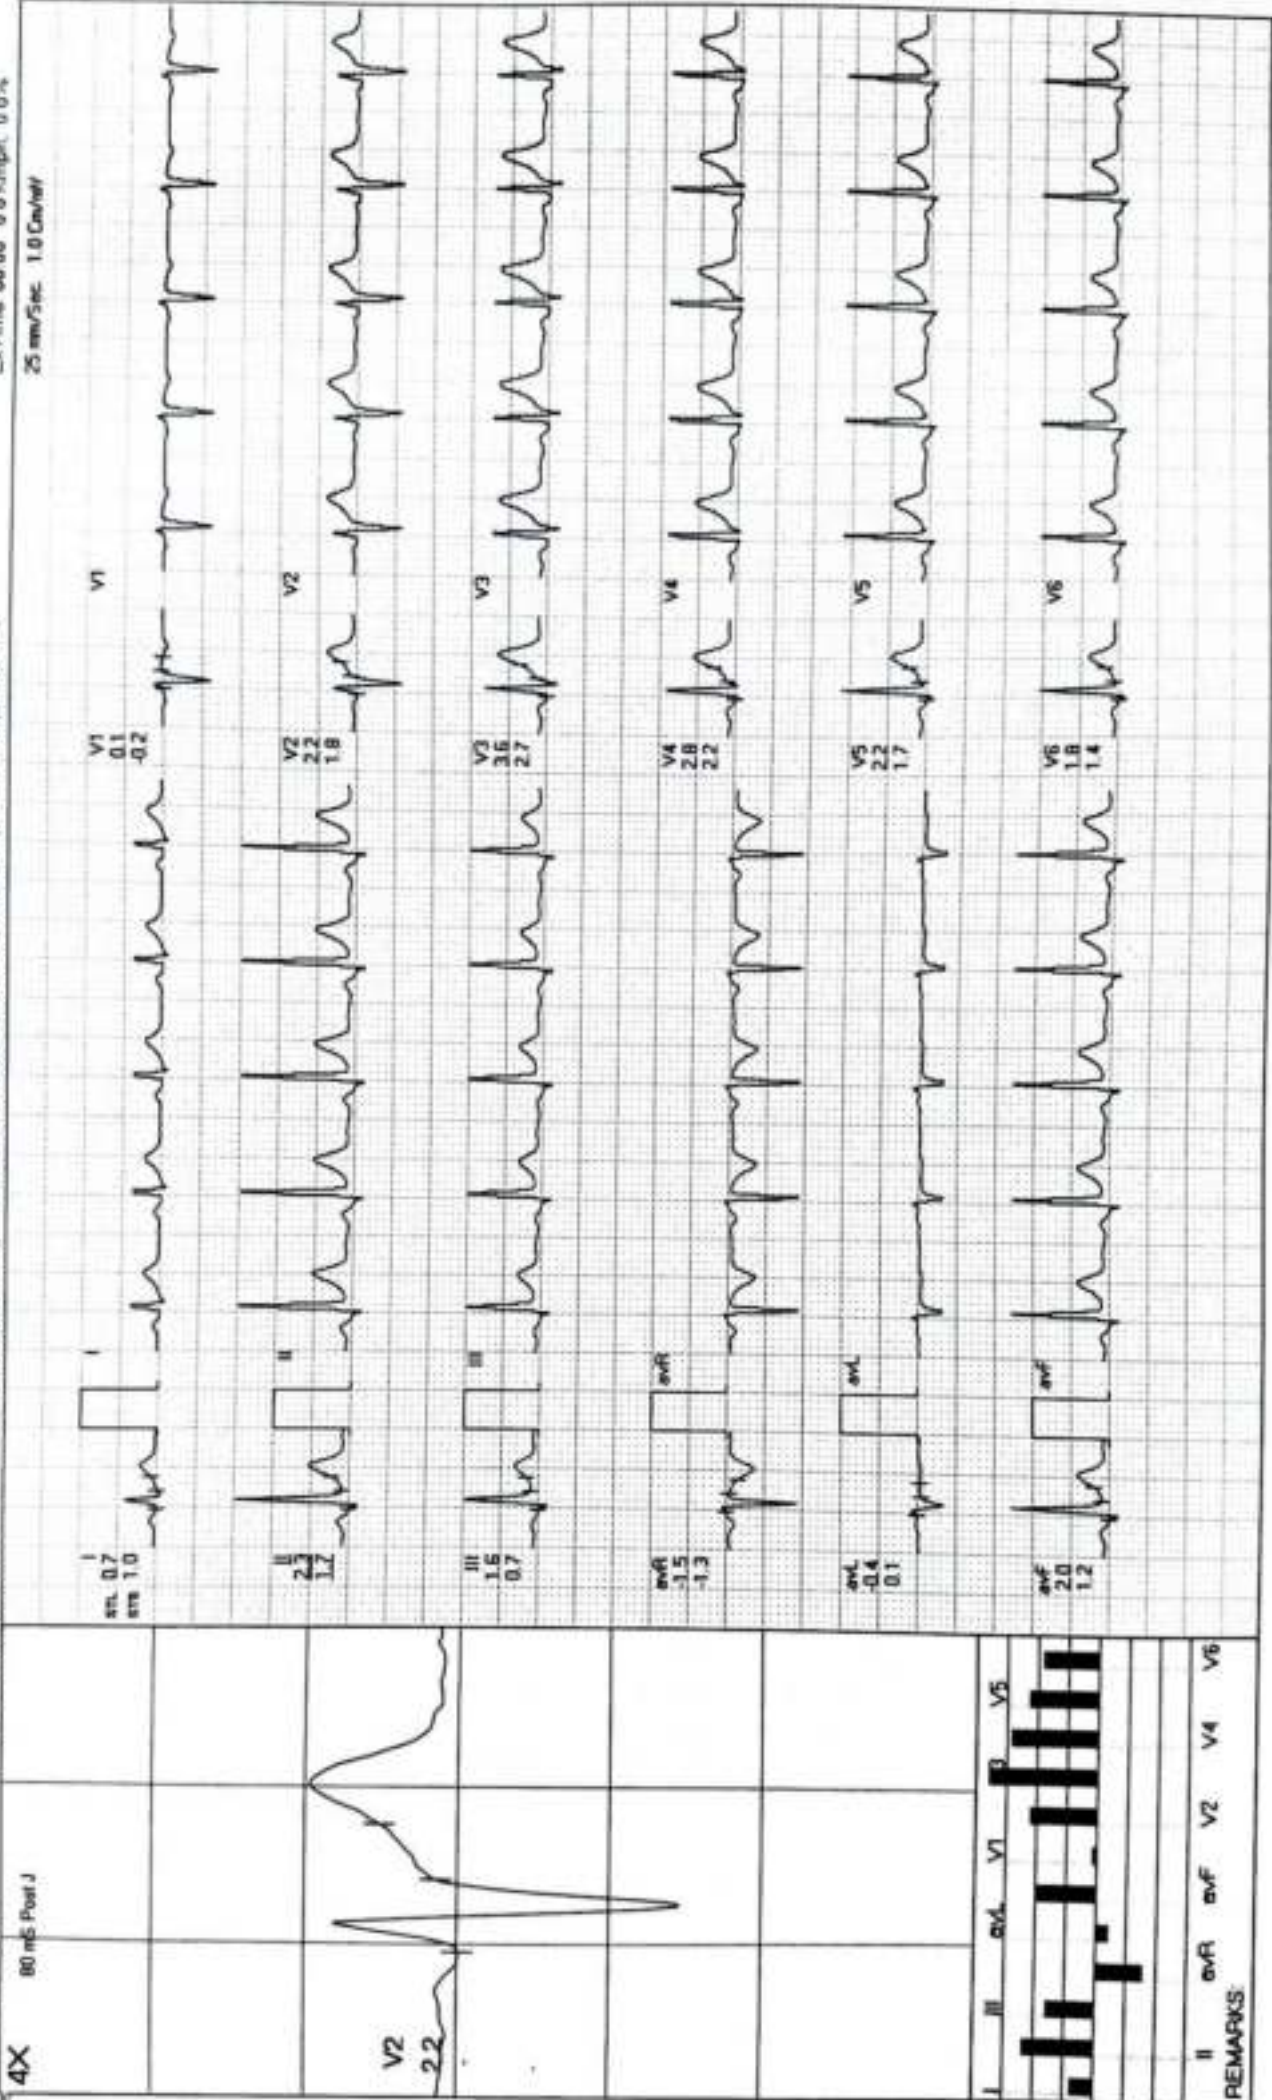 4X
80 mS Post J
25 mm/Sec. 1.0 Cm/mV
V2
2.2
I
STL 0.7
STS 1.0
I
V1
0.1
-0.2
V1
II
2.3
1.7
II
V2
2.2
1.8
V2
III
1.6
0.7
III
V3
3.6
2.7
V3
avR
-1.5
-1.3
avR
V4
2.8
2.2
V4
avL
-0.4
0.1
avL
V5
2.2
1.7
V5
avF
2.0
1.2
avF
V6
1.8
1.4
V6
I III avL V1 3 V5
II avR avF V2 V4 V6
REMARKS: